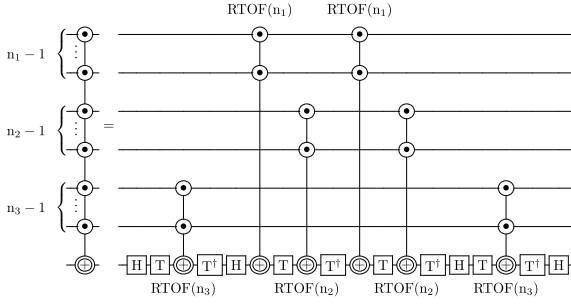 RTOF(n₁) RTOF(n₁)
n₁ − 1
⋮
n₂ − 1
⋮
=
n₃ − 1
⋮
H T T† H T T† T T† H T T† H
RTOF(n₃) RTOF(n₂) RTOF(n₂) RTOF(n₃)